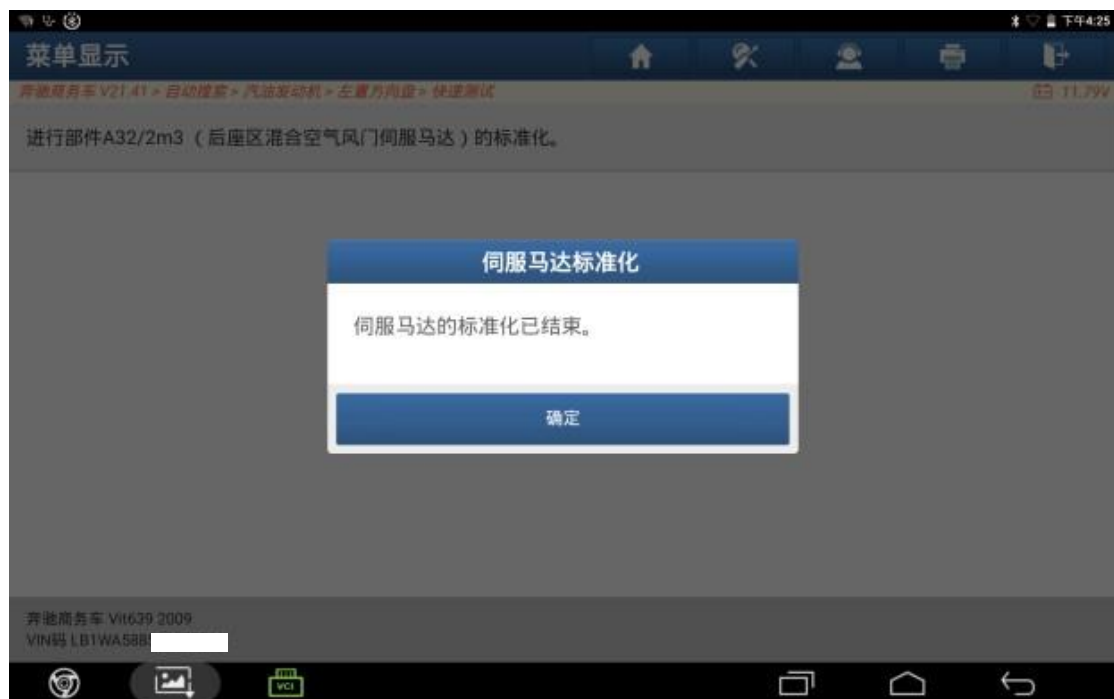 下午4:25
菜单显示
奔驰商务车 V21.41 > 自动搜索 > 汽油发动机 > 左置方向盘 > 快速测试
11.79V
进行部件A32/2m3 ( 后座区混合空气风门伺服马达 ) 的标准化。
伺服马达标准化
伺服马达的标准化已结束。
确定
奔驰商务车 Vit639 2009
VIN码 LB1WA588
VCI